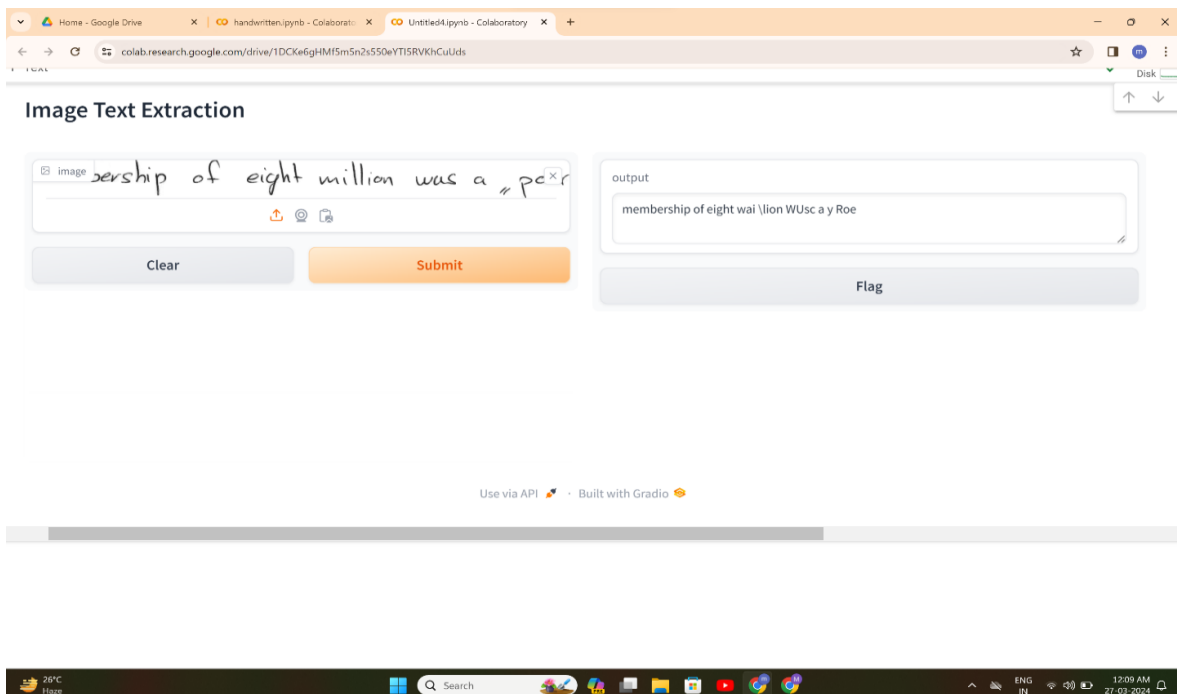 Home - Google Drive
handwritten.ipynb - Colaborato
Untitled4.ipynb - Colaboratory
colab.research.google.com/drive/1DCKe6gHMf5m5n2s550eYTI5RVKhCuUds
Text
Disk
Image Text Extraction
image
bership of eight million was a „
output
membership of eight wai \lion WUsc a y Roe
Clear
Submit
Flag
Use via API · Built with Gradio
26°C
Haze
Search
ENG
IN
12:09 AM
27-03-2024